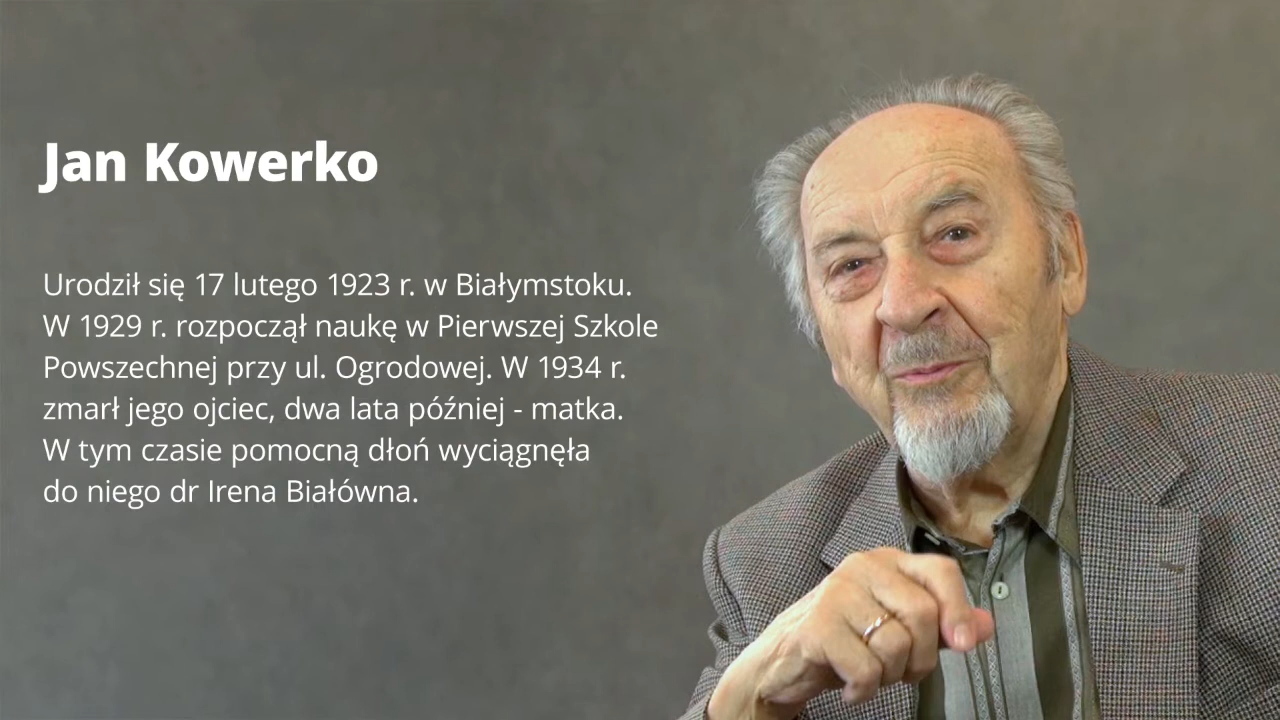 Jan Kowerko
Urodził się 17 lutego 1923 r. w Białymstoku.
W 1929 r. rozpoczął naukę w Pierwszej Szkole
Powszechnej przy ul. Ogrodowej. W 1934 r.
zmarł jego ojciec, dwa lata później - matka.
W tym czasie pomocną dłoń wyciągnęła
do niego dr Irena Białówna.